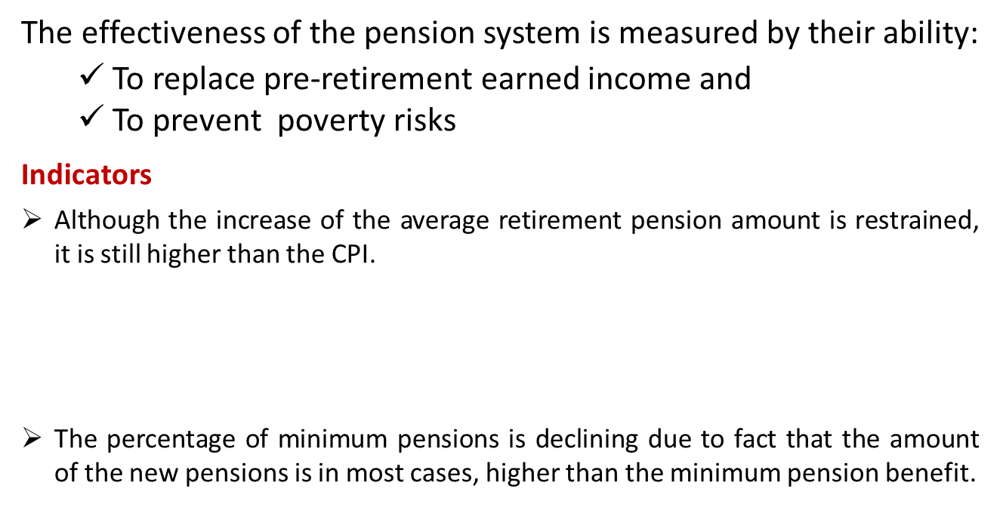 The effectiveness of the pension system is measured by their ability:
✓ To replace pre-retirement earned income and
✓ To prevent  poverty risks
Indicators
➢ Although the increase of the average retirement pension amount is restrained,
it is still higher than the CPI.
➢ The percentage of minimum pensions is declining due to fact that the amount
of the new pensions is in most cases, higher than the minimum pension benefit.